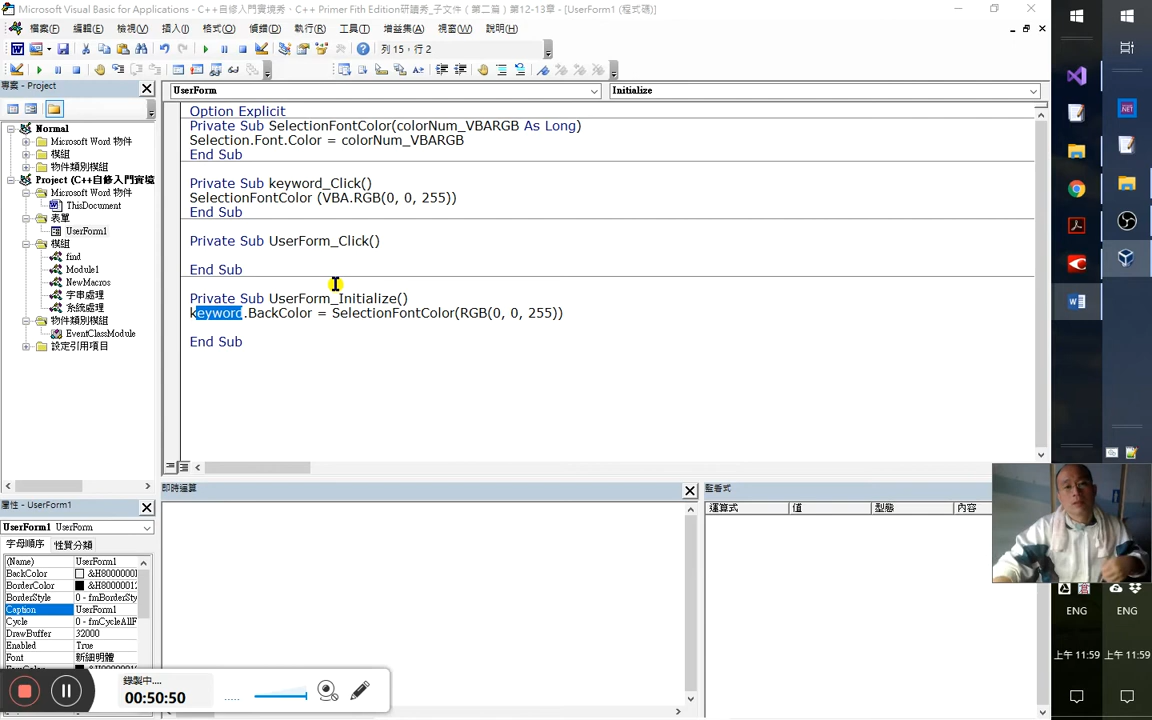 Microsoft Visual Basic for Applications - C++自修入門實境秀・C++ Primer Fifth Edition研讀秀_子文件 ( 第二篇 ) 第12-13章 - [UserForm1 (程式碼)]
檔案(F) 編輯(E) 檢視(V) 插入(I) 格式(O) 偵錯(D) 執行(R) 工具(T) 增益集(A) 視窗(W) 說明(H)
列 15，行 2
專案 - Project
UserForm
Initialize
Normal
Microsoft Word 物件
模組
物件類別模組
Project (C++自修入門實境
Microsoft Word 物件
ThisDocument
表單
UserForm1
模組
find
Module1
NewMacros
字串處理
系統處理
物件類別模組
EventClassModule
設定引用項目
Option Explicit
Private Sub SelectionFontColor(colorNum_VBARGB As Long)
Selection.Font.Color = colorNum_VBARGB
End Sub
Private Sub keyword_Click()
SelectionFontColor (VBA.RGB(0, 0, 255))
End Sub
Private Sub UserForm_Click()
End Sub
Private Sub UserForm_Initialize()
keyword.BackColor = SelectionFontColor(RGB(0, 0, 255))
End Sub
屬性 - UserForm1
UserForm1 UserForm
字母順序 性質分類
(Name) UserForm1
BackColor &H8000000
BorderColor &H8000001
BorderStyle 0 - fmBorderSty
Caption UserForm1
Cycle 0 - fmCycleAllF
DrawBuffer 32000
Enabled True
Font 新細明體
即時運算
監看式
運算式 值 型態 內容
錄製中....
00:50:50
ENG ENG
上午 11:59 上午 11:59